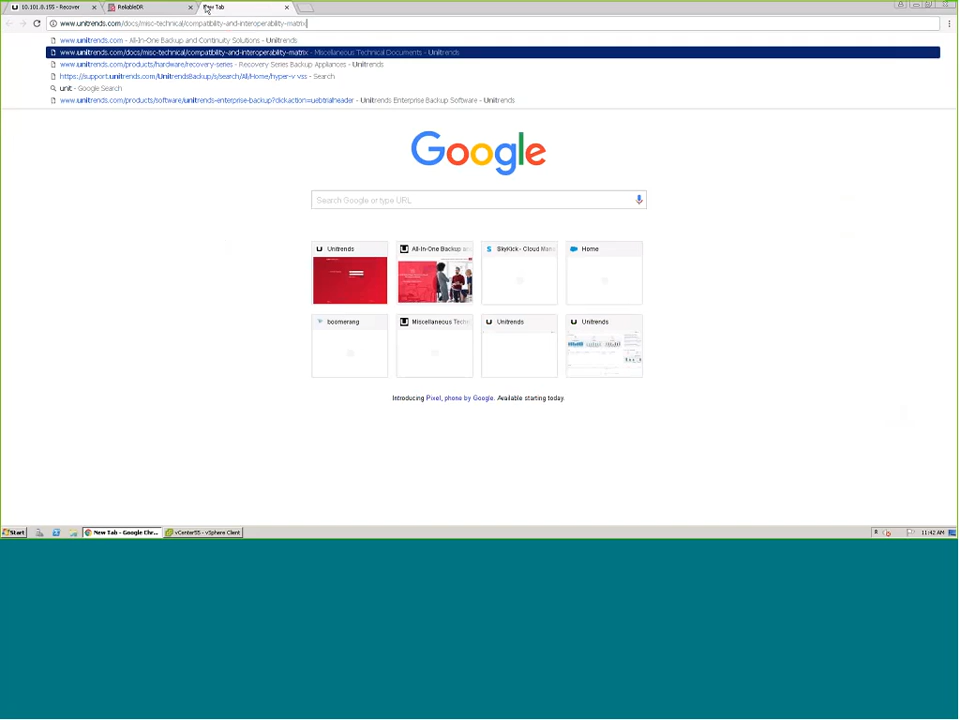 10.101.8.155 - Recover
ReliableDR
New Tab
www.unitrends.com/docs/misc-technical/compatibility-and-interoperability-matrix
www.unitrends.com - All-In-One Backup and Continuity Solutions - Unitrends
www.unitrends.com/docs/misc-technical/compatibility-and-interoperability-matrix - Miscellaneous Technical Documents - Unitrends
www.unitrends.com/products/hardware/recovery-series - Recovery Series Backup Appliances - Unitrends
https://support.unitrends.com/UnitrendsBackup/s/search/All/Home/hyper-v vss - Search
unit - Google Search
www.unitrends.com/products/software/unitrends-enterprise-backup?clickaction=uebtrialheader - Unitrends Enterprise Backup Software - Unitrends
Google
Search Google or type URL
Unitrends
All-In-One Backup an
SkyKick - Cloud Man
Home
boomerang
Miscellaneous Techn
Unitrends
Unitrends
Introducing Pixel, phone by Google. Available starting today.
Start
New Tab - Google Chr...
vCenter55 - vSphere Client
11:42 AM